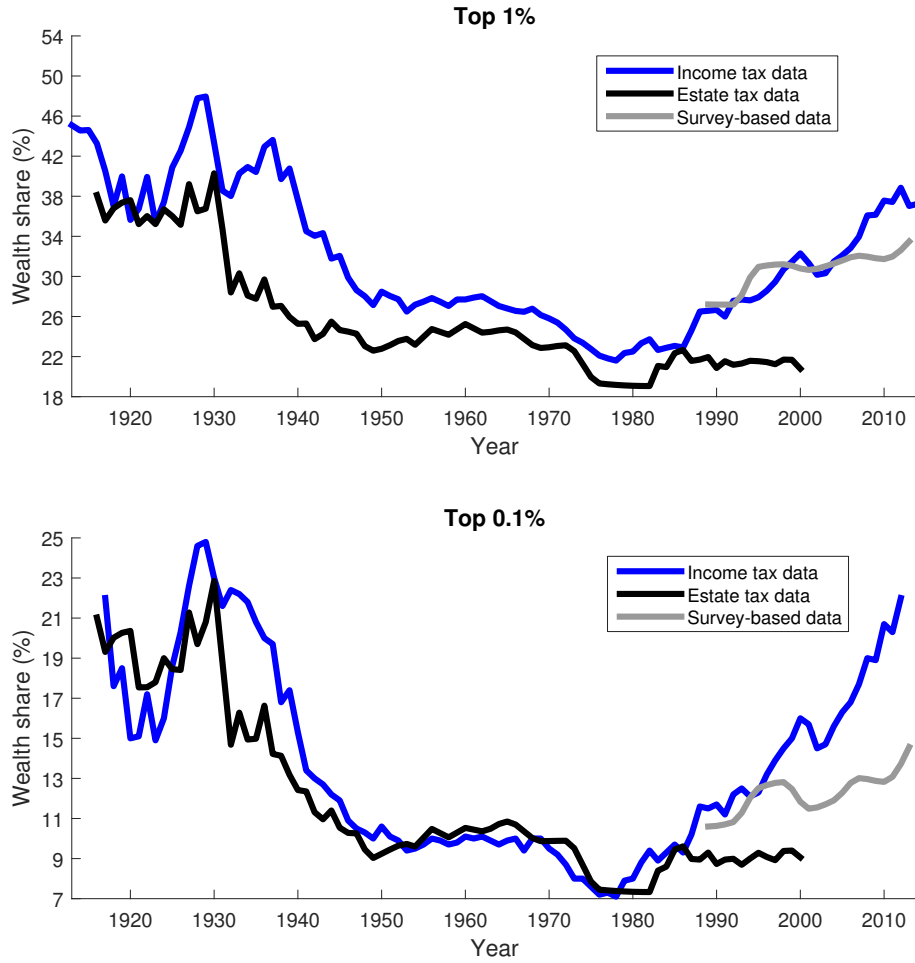 Top 1%
54
50
46
42
38
34
30
26
22
18
Wealth share (%)
Income tax data
Estate tax data
Survey-based data
1920 1930 1940 1950 1960 1970 1980 1990 2000 2010
Year
Top 0.1%
25
23
21
19
17
15
13
11
9
7
Wealth share (%)
Income tax data
Estate tax data
Survey-based data
1920 1930 1940 1950 1960 1970 1980 1990 2000 2010
Year